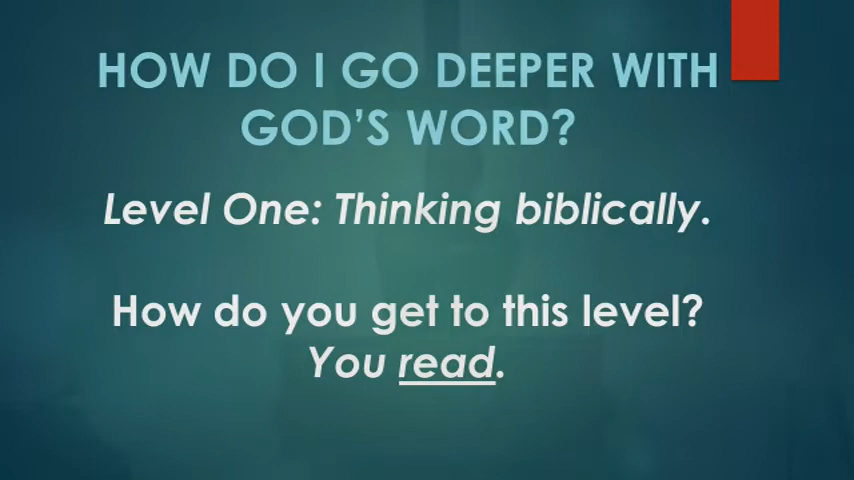 HOW DO I GO DEEPER WITH
GOD’S WORD?
Level One: Thinking biblically.
How do you get to this level?
You read.